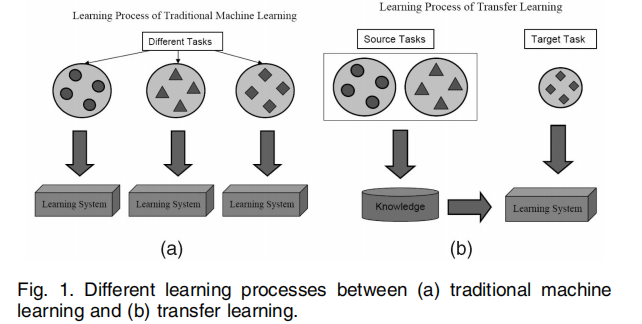 Learning Process of Traditional Machine Learning
Different Tasks
Learning System
Learning System
Learning System
(a)
Learning Process of Transfer Learning
Source Tasks
Target Task
Knowledge
Learning System
(b)
Fig. 1. Different learning processes between (a) traditional machine
learning and (b) transfer learning.